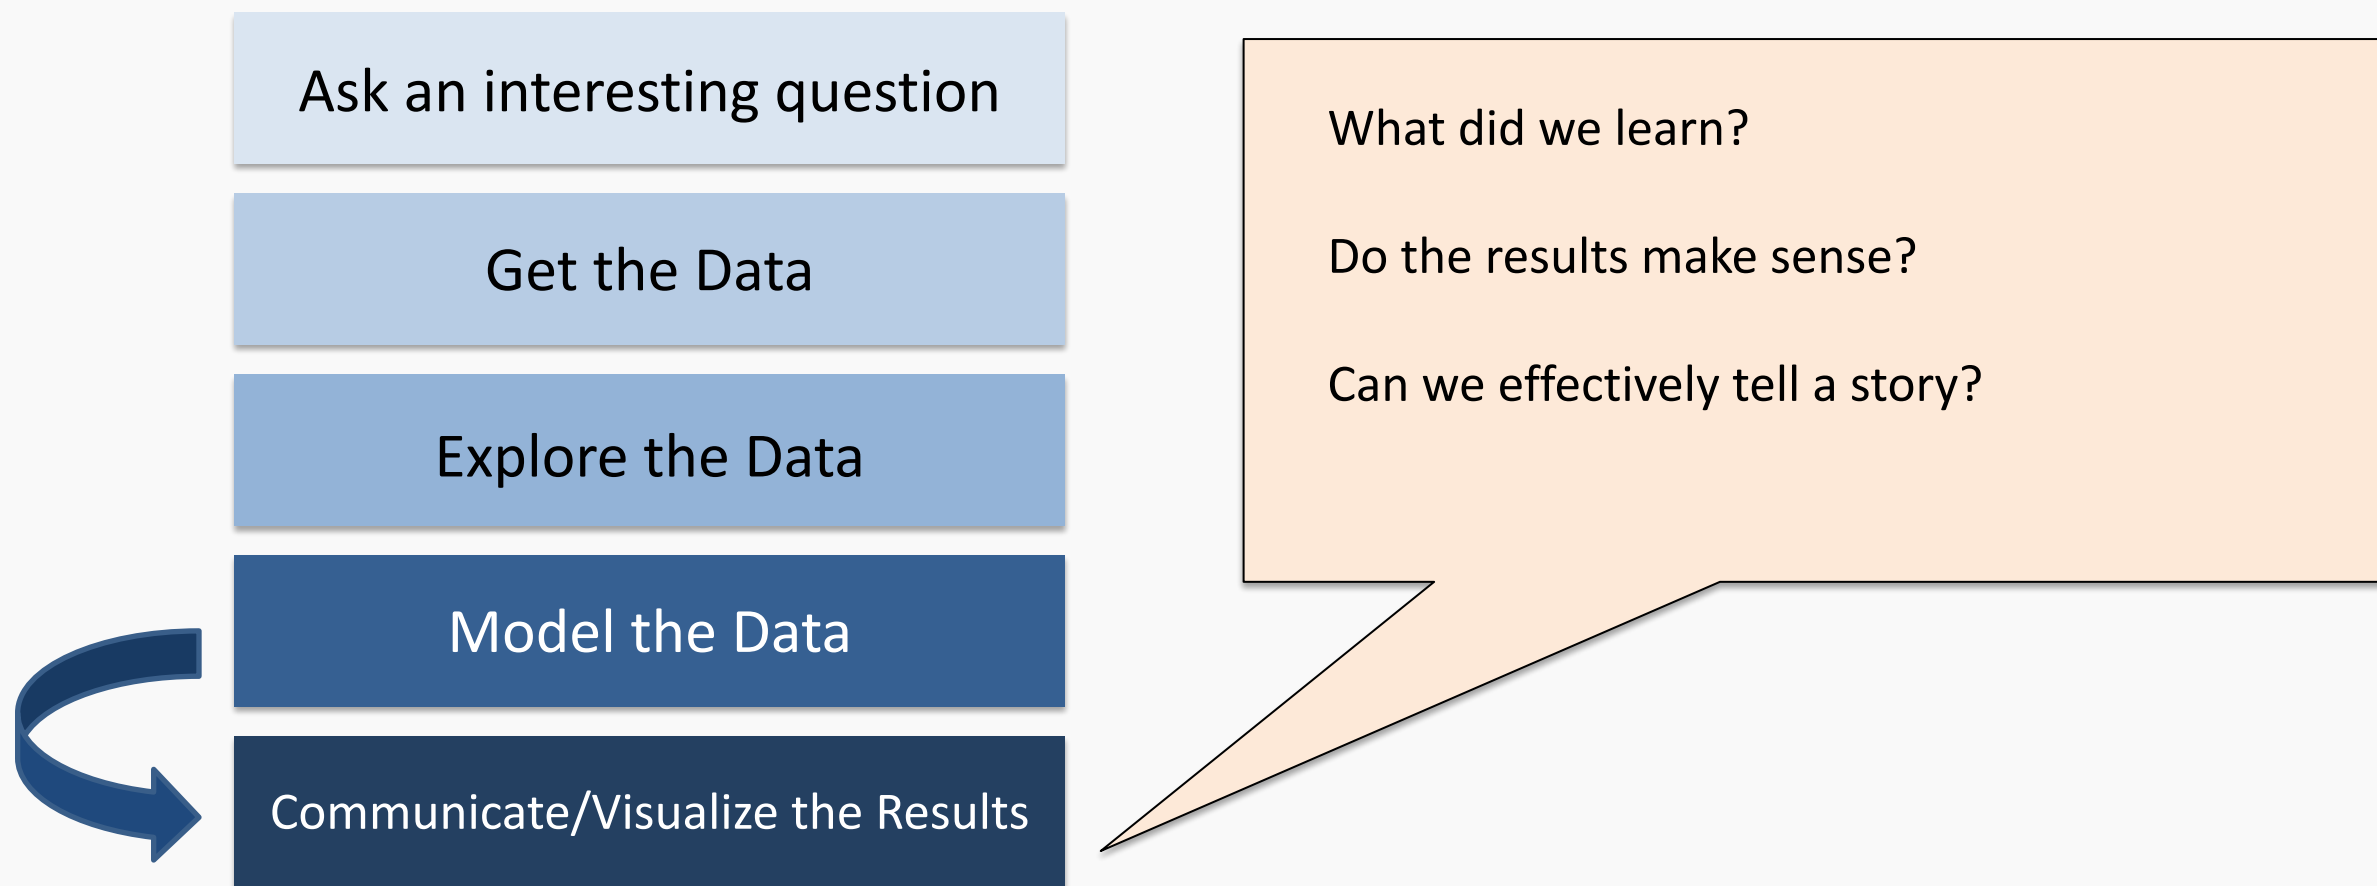 Ask an interesting question
Get the Data
Explore the Data
Model the Data
Communicate/Visualize the Results
What did we learn?
Do the results make sense?
Can we effectively tell a story?